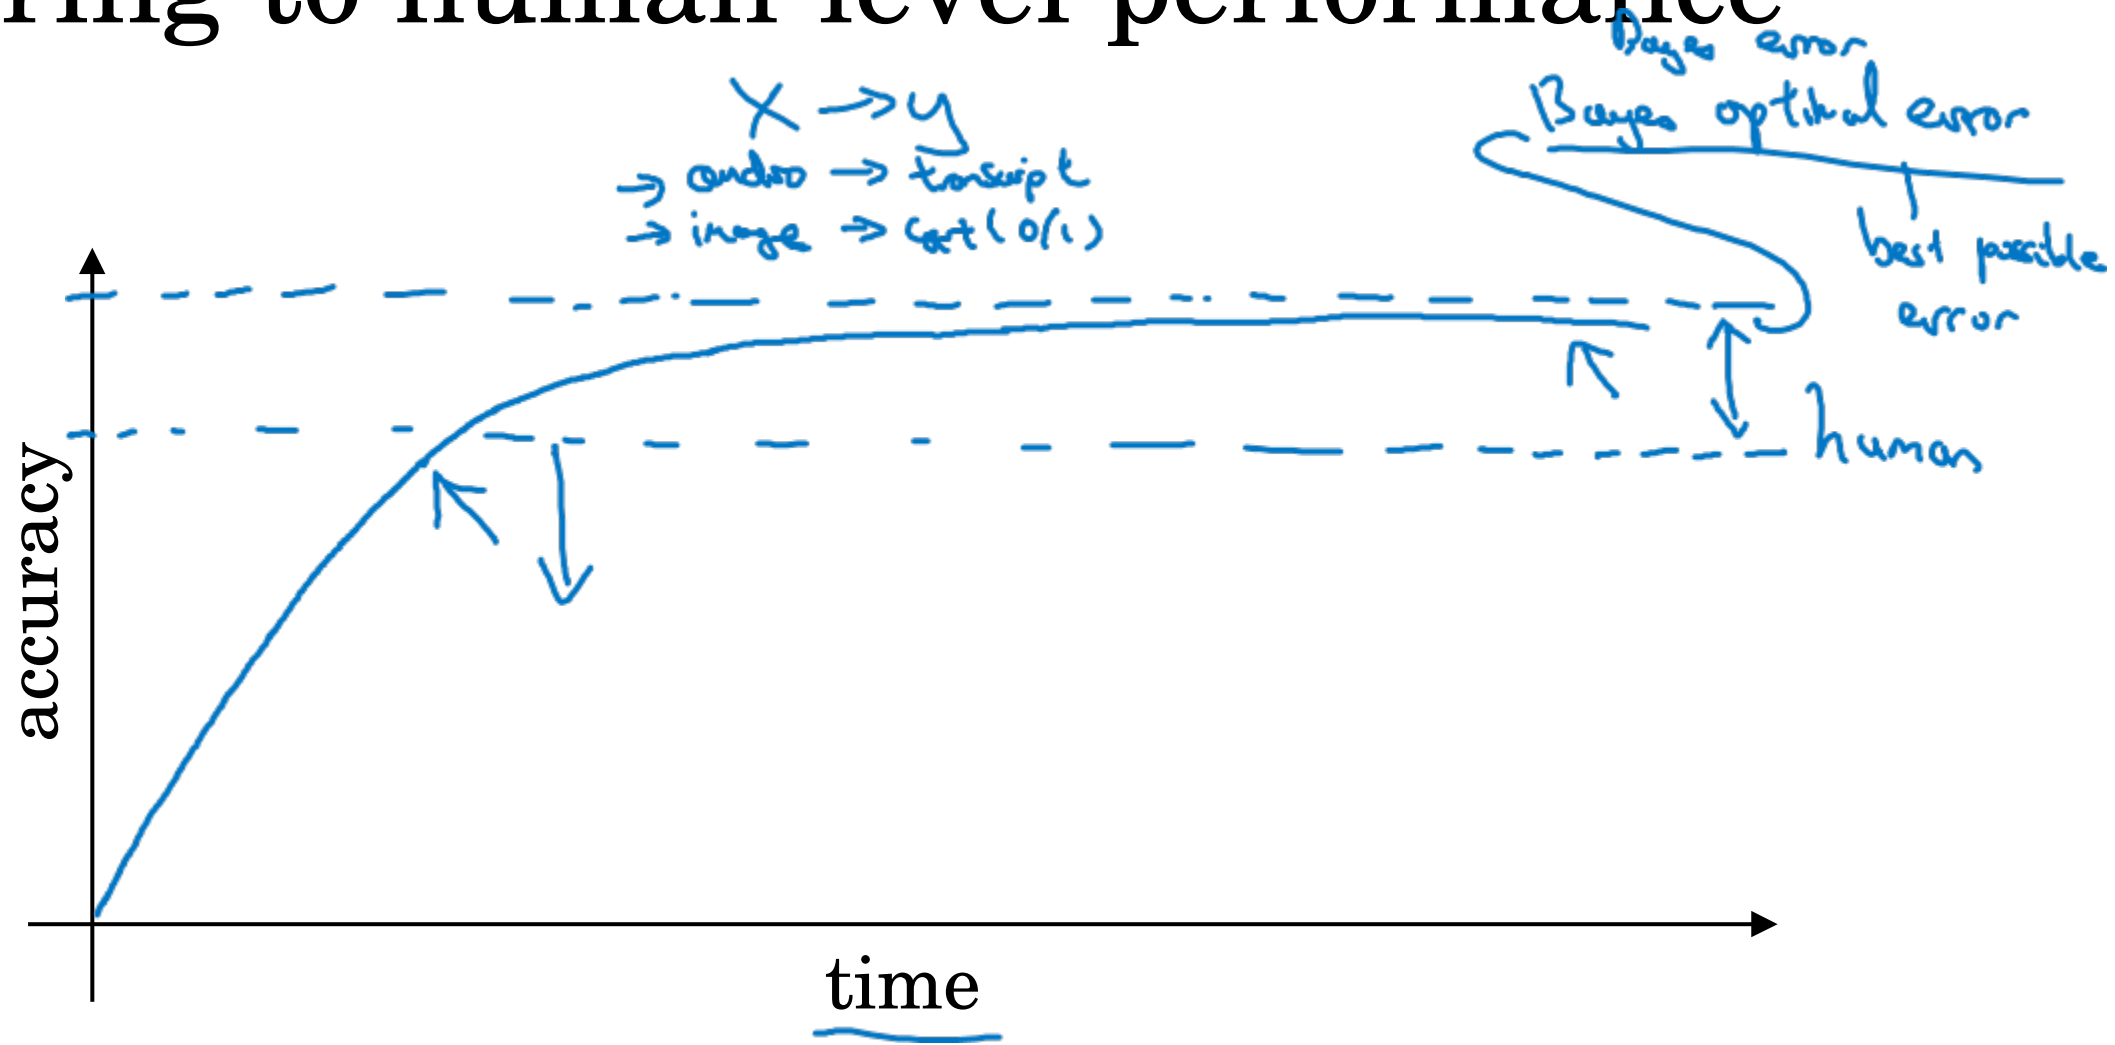 ring to human-level performance
Bayes error
Bayes optimal error
X → y
→ audio → transcript
→ image → cat (0/1)
best possible
error
human
accuracy
time